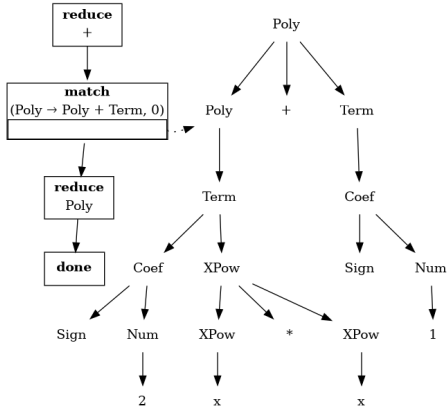 reduce
+
Poly
match
(Poly → Poly + Term, 0)
Poly
+
Term
reduce
Poly
Term
Coef
done
Coef
XPow
Sign
Num
Sign
Num
XPow
*
XPow
1
2
x
x